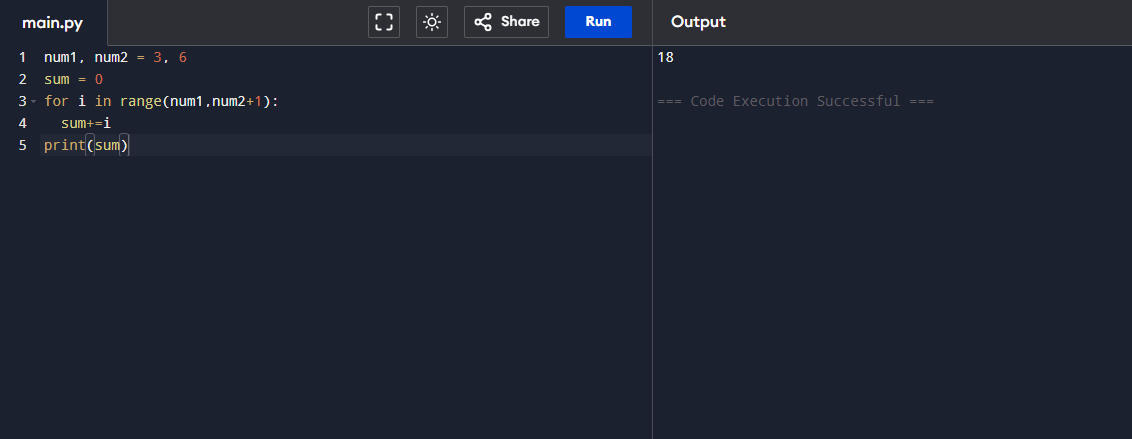 main.py
Share
Run
Output
1 num1, num2 = 3, 6
2 sum = 0
3 for i in range(num1,num2+1):
4   sum+=i
5 print(sum)
18
=== Code Execution Successful ===